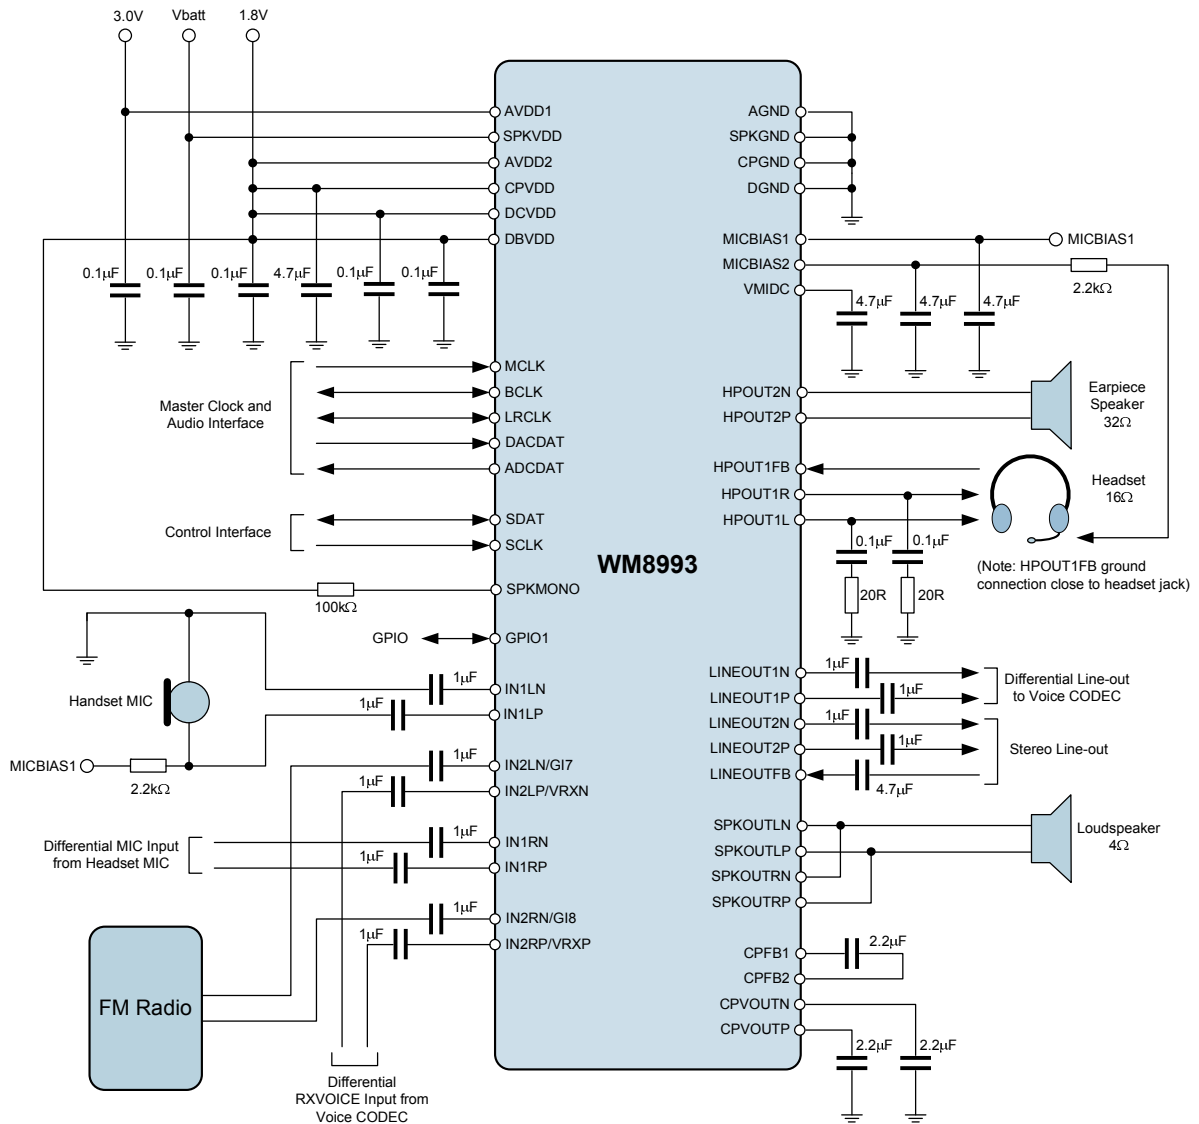 3.0V
Vbatt
1.8V
AVDD1
SPKVDD
AVDD2
CPVDD
DCVDD
DBVDD
0.1µF
0.1µF
0.1µF
4.7µF
0.1µF
0.1µF
Master Clock and
Audio Interface
MCLK
BCLK
LRCLK
DACDAT
ADCDAT
Control Interface
SDAT
SCLK
100kΩ
SPKMONO
GPIO
GPIO1
Handset MIC
1µF
IN1LN
1µF
IN1LP
MICBIAS1
2.2kΩ
1µF
IN2LN/GI7
1µF
IN2LP/VRXN
Differential MIC Input
from Headset MIC
1µF
IN1RN
1µF
IN1RP
1µF
IN2RN/GI8
1µF
IN2RP/VRXP
FM Radio
Differential
RXVOICE Input from
Voice CODEC
WM8993
AGND
SPKGND
CPGND
DGND
MICBIAS1
MICBIAS1
MICBIAS2
2.2kΩ
VMIDC
4.7µF
4.7µF
4.7µF
HPOUT2N
HPOUT2P
Earpiece
Speaker
32Ω
HPOUT1FB
HPOUT1R
HPOUT1L
Headset
16Ω
0.1µF
0.1µF
20R
20R
(Note: HPOUT1FB ground
connection close to headset jack)
LINEOUT1N
1µF
LINEOUT1P
1µF
Differential Line-out
to Voice CODEC
LINEOUT2N
1µF
LINEOUT2P
1µF
Stereo Line-out
LINEOUTFB
4.7µF
SPKOUTLN
SPKOUTLP
SPKOUTRN
SPKOUTRP
Loudspeaker
4Ω
CPFB1
2.2µF
CPFB2
CPVOUTN
CPVOUTP
2.2µF
2.2µF